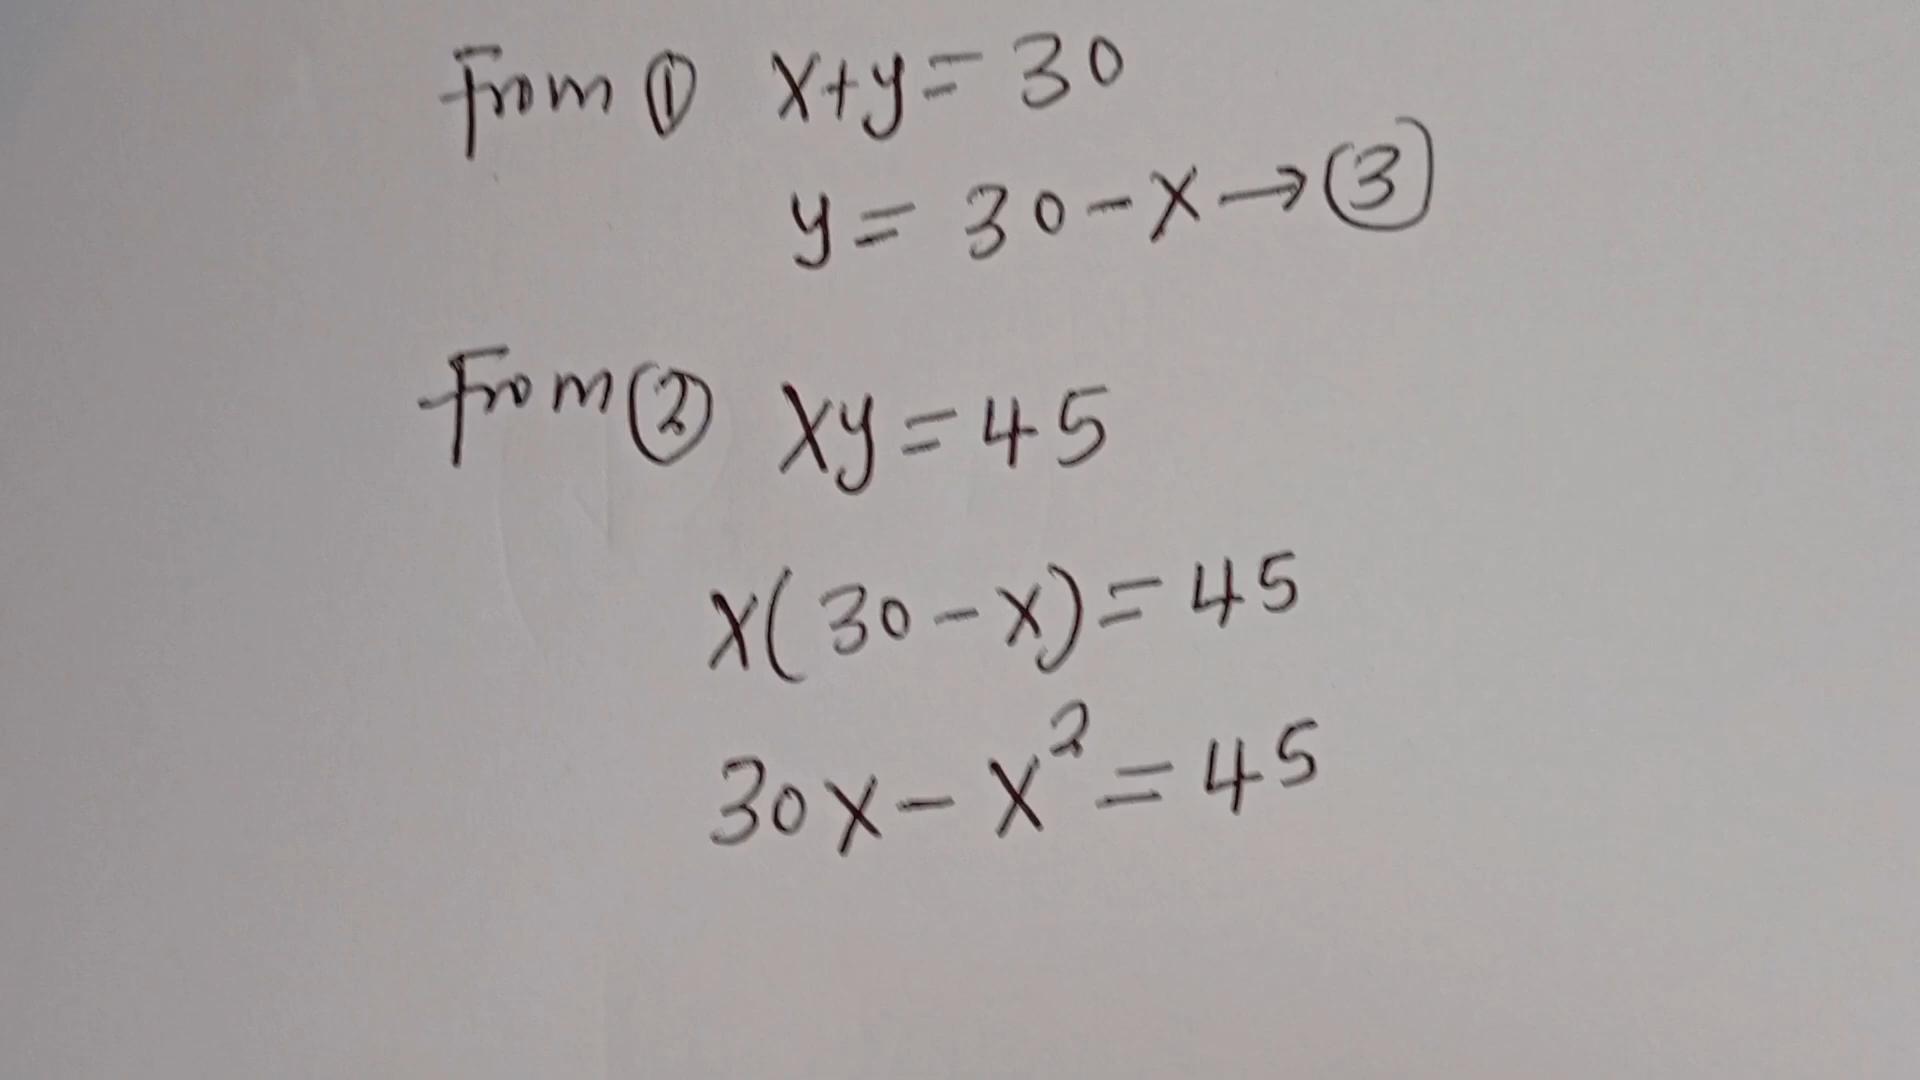 From ① x+y = 30
y = 30 - x → ③
From ② xy = 45
x(30 - x) = 45
30x - x² = 45